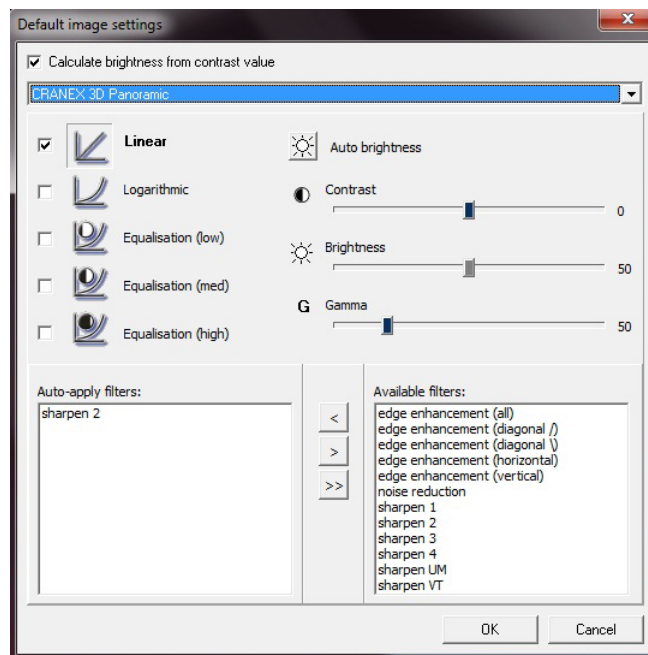 Default image settings
Calculate brightness from contrast value
CRANEX 3D Panoramic
Linear
Logarithmic
Equalisation (low)
Equalisation (med)
Equalisation (high)
Auto brightness
Contrast
0
Brightness
50
G Gamma
50
Auto-apply filters:
sharpen 2
<
>
>>
Available filters:
edge enhancement (all)
edge enhancement (diagonal /)
edge enhancement (diagonal \)
edge enhancement (horizontal)
edge enhancement (vertical)
noise reduction
sharpen 1
sharpen 2
sharpen 3
sharpen 4
sharpen UM
sharpen VT
OK
Cancel